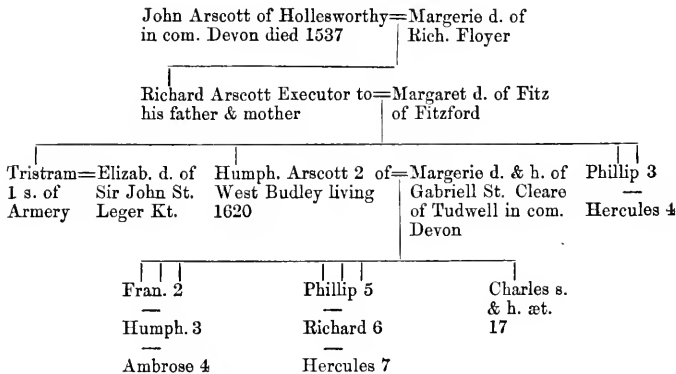 John Arscott of Hollesworthy=Margerie d. of
in com. Devon died 1537 Rich. Floyer
Richard Arscott Executor to=Margaret d. of Fitz
his father & mother of Fitzford
Tristram=Elizab. d. of Humph. Arscott 2 of=Margerie d. & h. of Phillip 3
1 s. of Sir John St. West Budley living Gabriell St. Cleare
Armery Leger Kt. 1620 of Tudwell in com. Hercules 4
Devon
Fran. 2 Phillip 5 Charles s.
& h. æt.
Humph. 3 Richard 6 17
Ambrose 4 Hercules 7